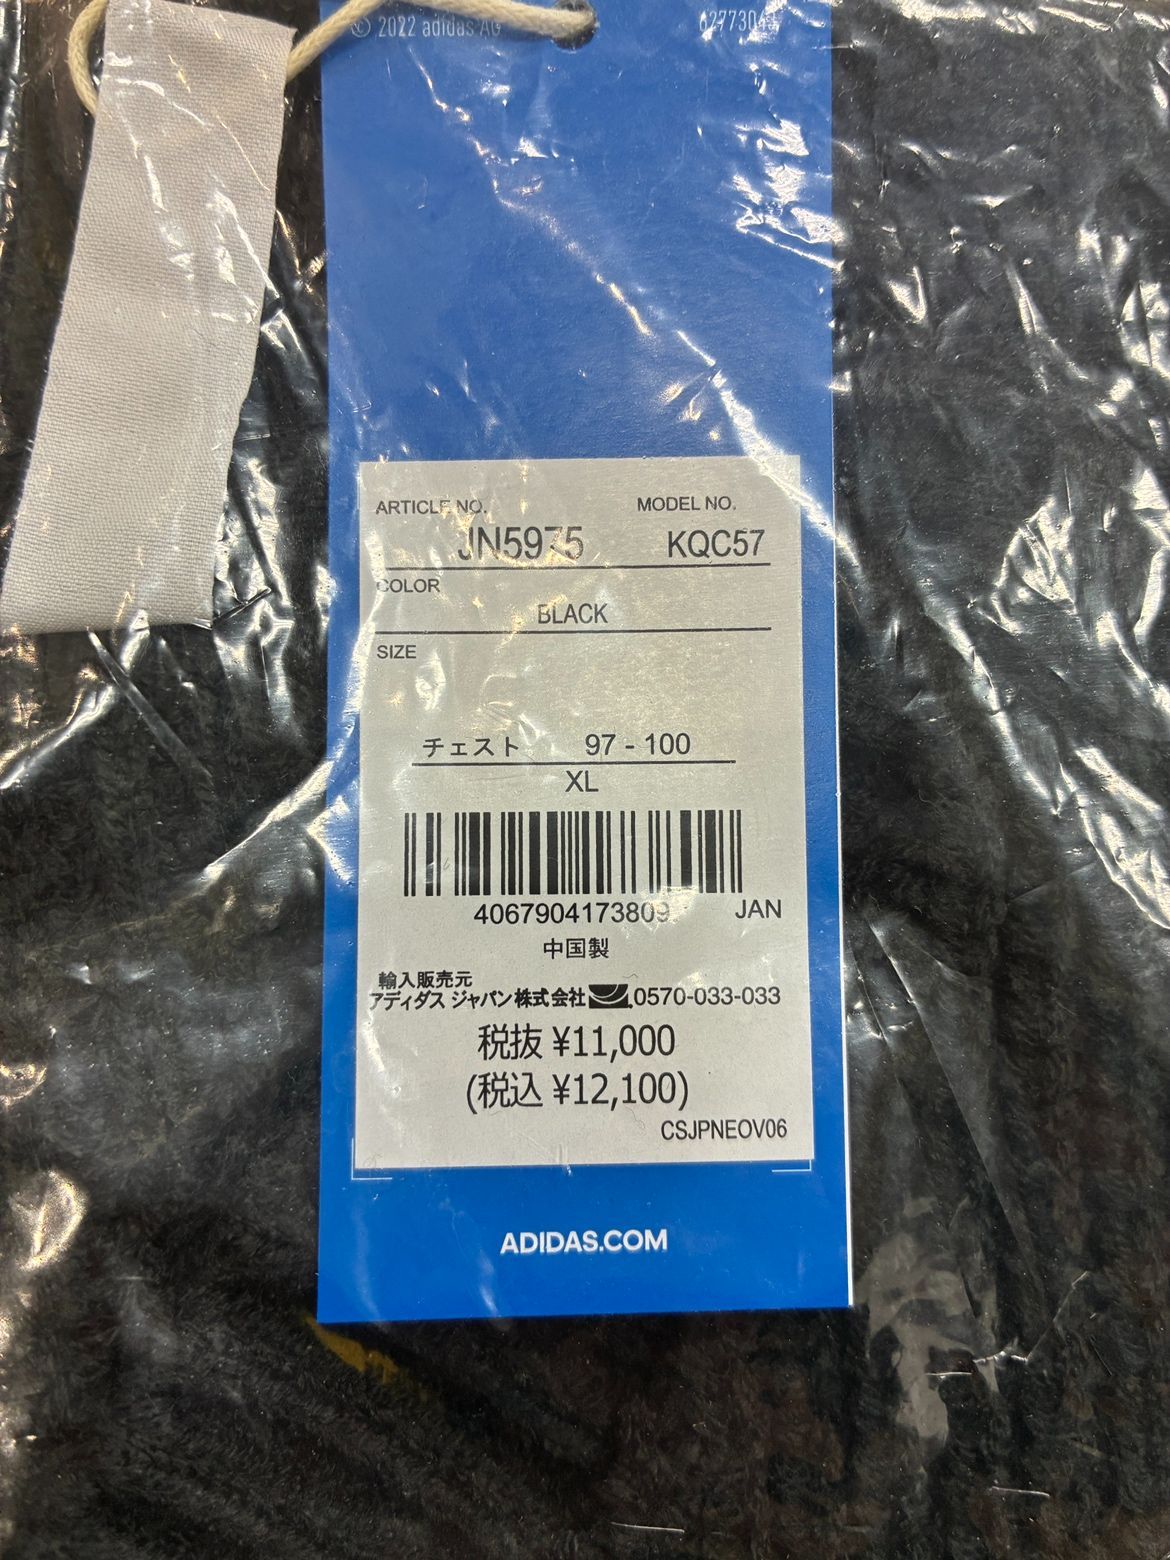 © 2022 adidas AG
ARTICLE NO. MODEL NO.
JN5975 KQC57
COLOR
BLACK
SIZE
チェスト 97 - 100
XL
4067904173809 JAN
中国製
輸入販売元
アディダス ジャパン株式会社 0570-033-033
税抜 ¥11,000
(税込 ¥12,100)
CSJPNEOV06
ADIDAS.COM